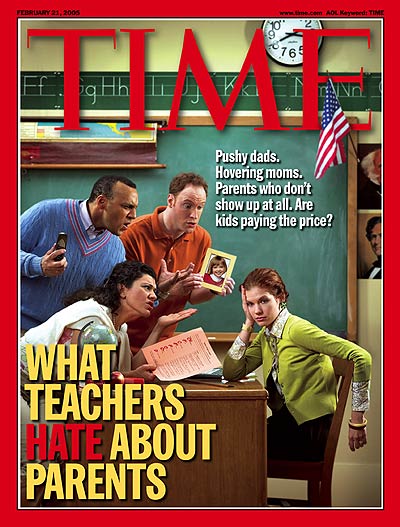 FEBRUARY 21, 2005
www.time.com AOL Keyword: TIME
TIME
Pushy dads.
Hovering moms.
Parents who don't
show up at all. Are
kids paying the price?
WHAT
TEACHERS
HATE ABOUT
PARENTS